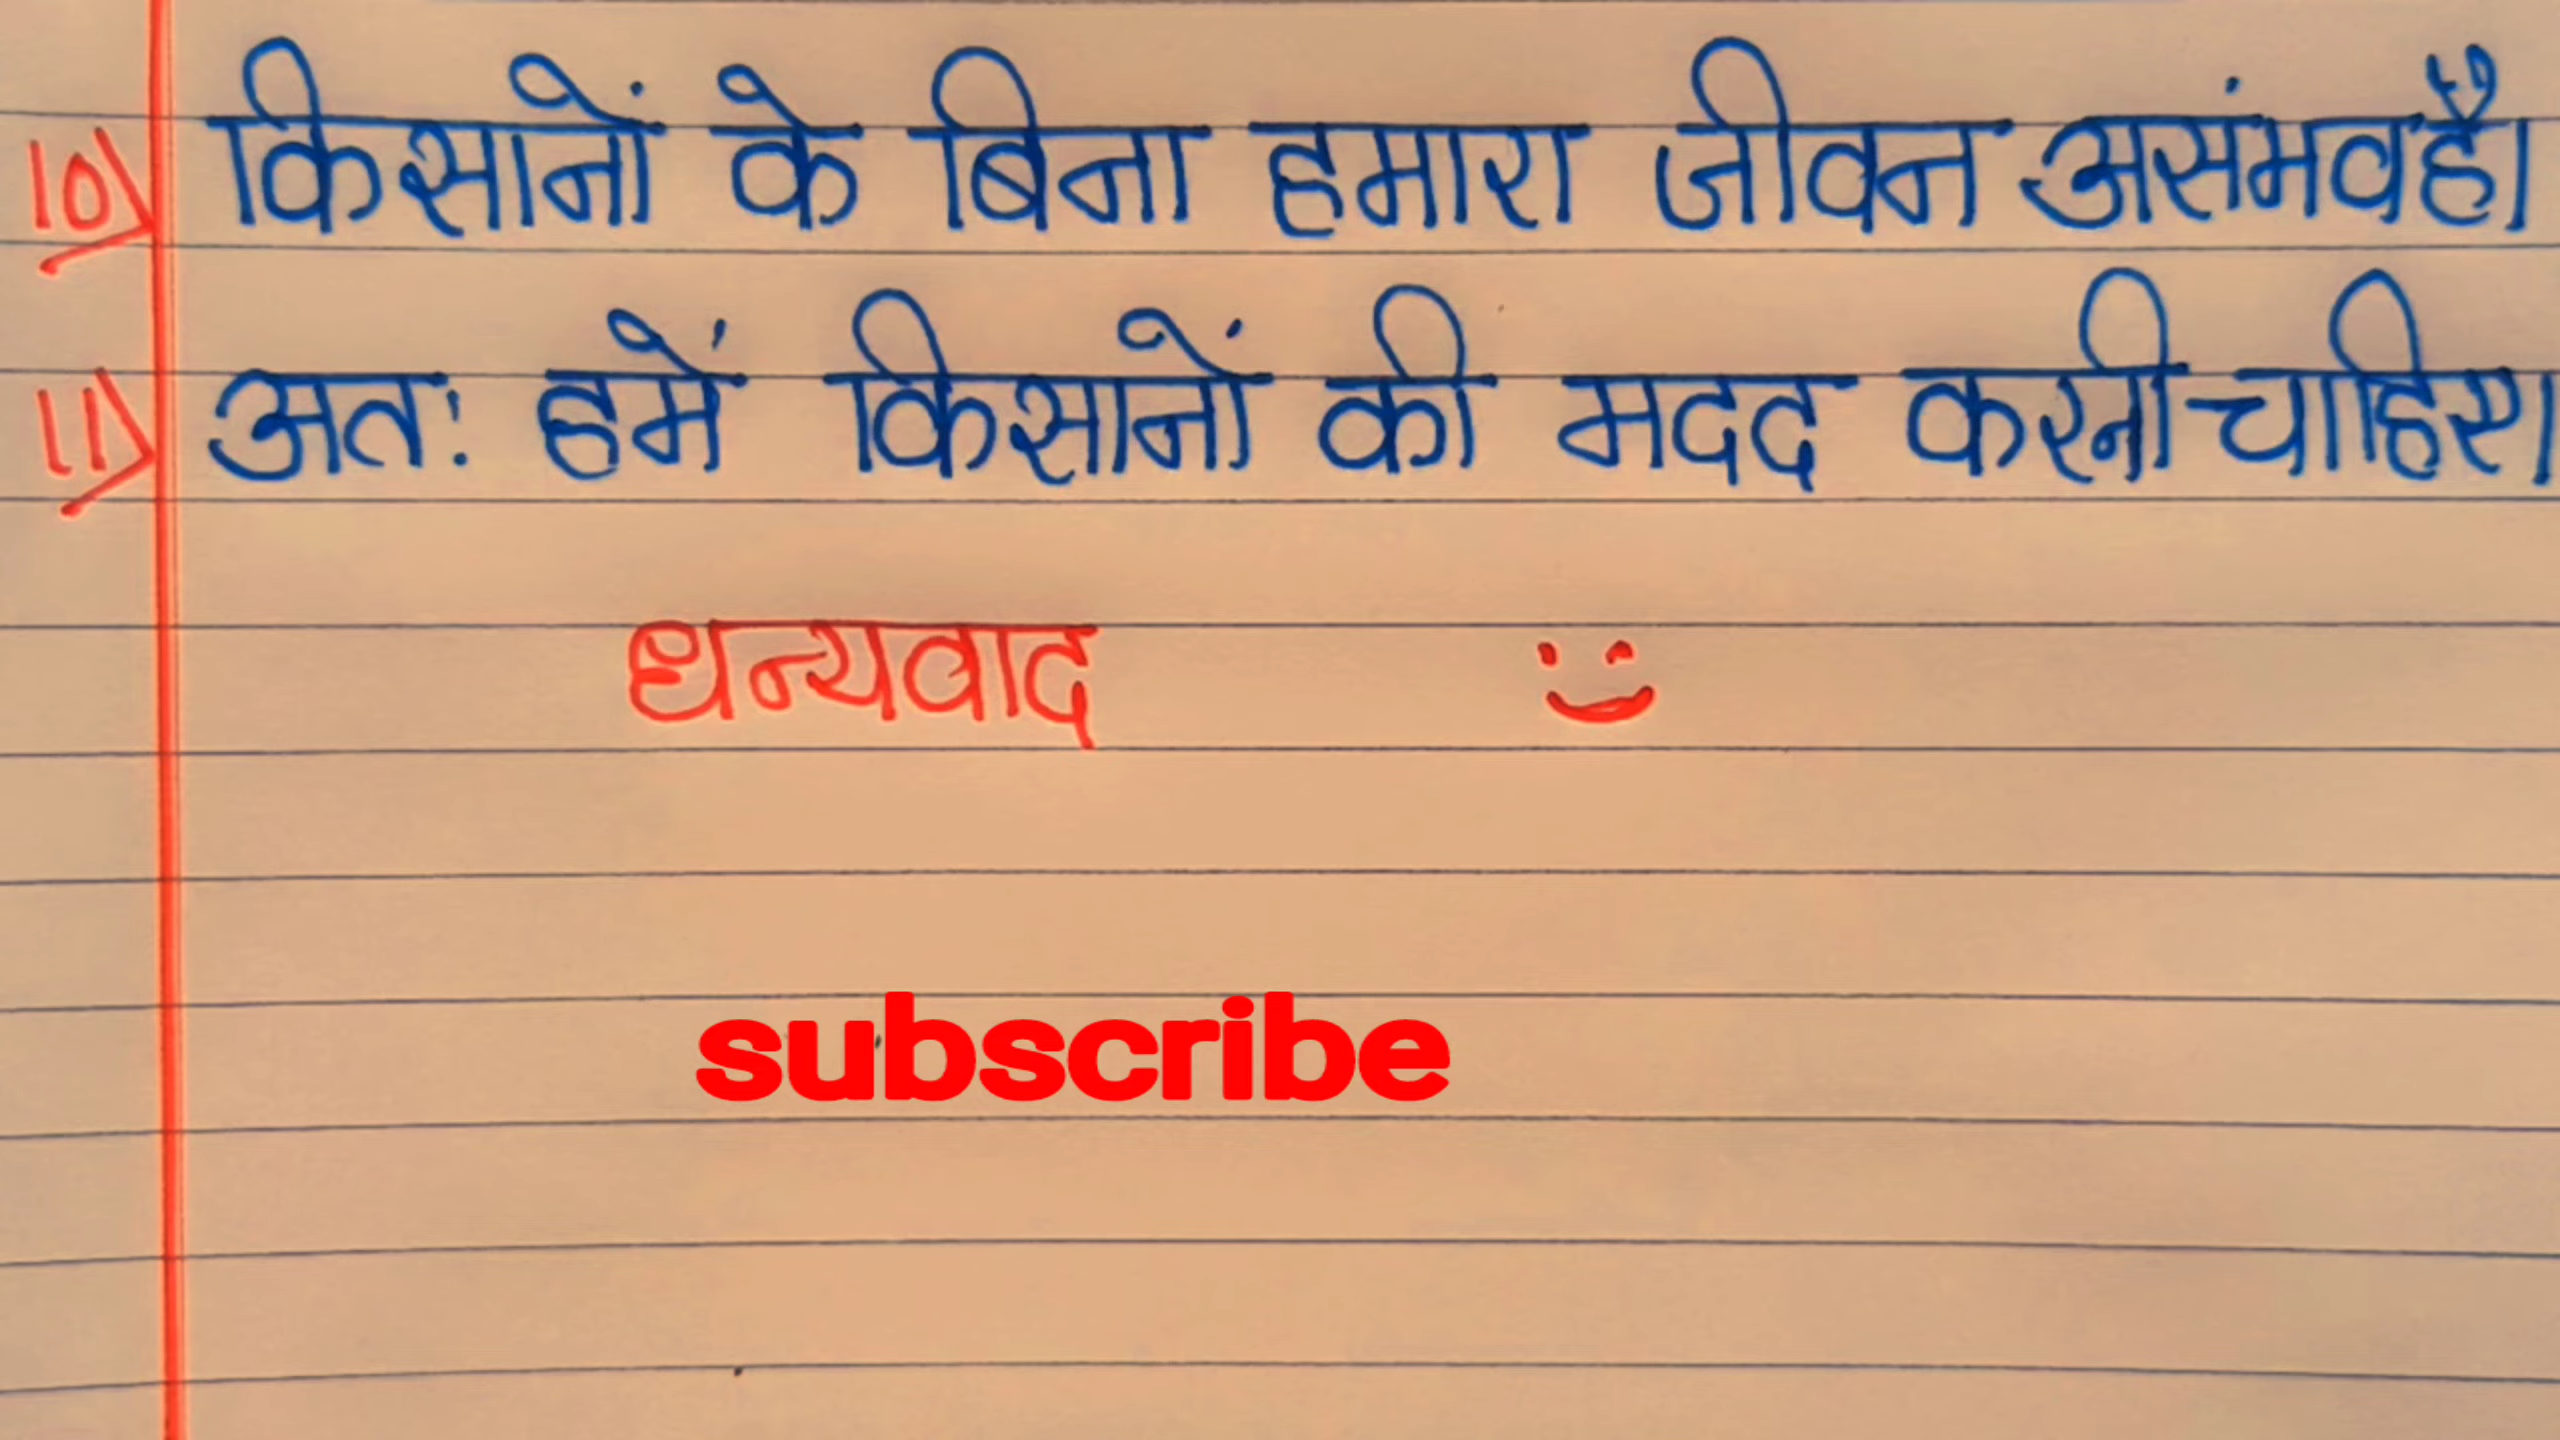 10) किसानों के बिना हमारा जीवन असंभव है।
11) अतः हमें किसानों की मदद करनी चाहिए।
धन्यवाद
subscribe